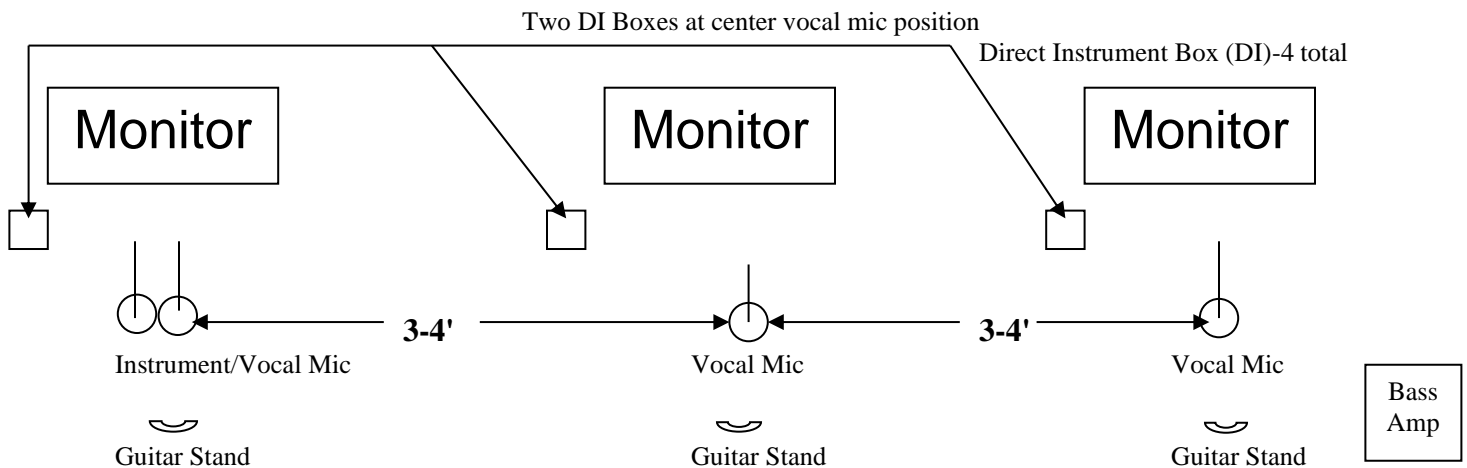 Two DI Boxes at center vocal mic position
Direct Instrument Box (DI)-4 total
Monitor Monitor Monitor
3-4' 3-4'
Instrument/Vocal Mic Vocal Mic Vocal Mic
Bass
Amp
Guitar Stand Guitar Stand Guitar Stand